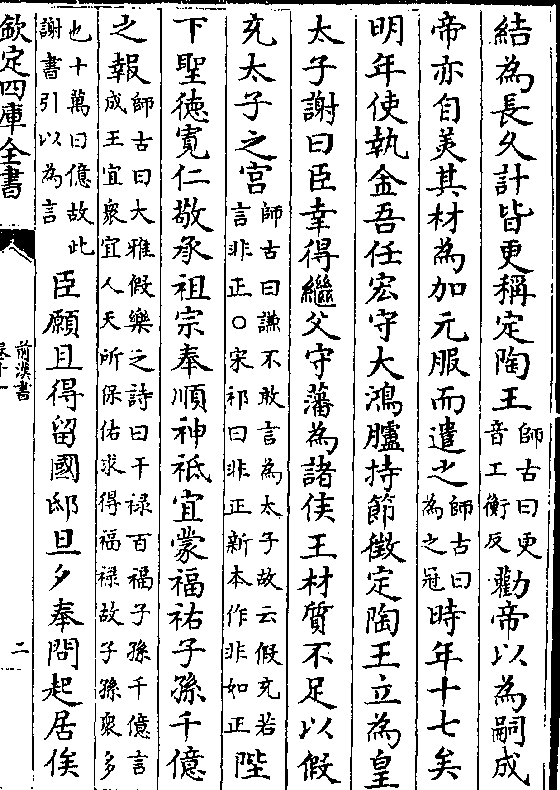 結為長久計皆更稱定陶王師古曰更音工衡反勸帝以為嗣成
帝亦自美其材為加元服而遣之師古曰為之冠時年十七矣
明年使執金吾任宏守大鴻臚持節徵定陶王立為皇
太子謝曰臣幸得繼父守藩為諸侯王材質不足以假
充太子之宮師古曰謙不敢言為太子故云假充若言非正○宋祁曰非正新本作非如正陛
下聖德寛仁敬承祖宗奉順神祇宜蒙福祐子孫千億
之報師古曰大雅假樂之詩曰干禄百福子孫千億言成王宜衆宜人天所保佑求得福禄故子孫衆多
也十萬曰億故此謝書引以為言臣願且得留國邸旦夕奉問起居俟
欽定四庫全書
前漢書
卷十一
二